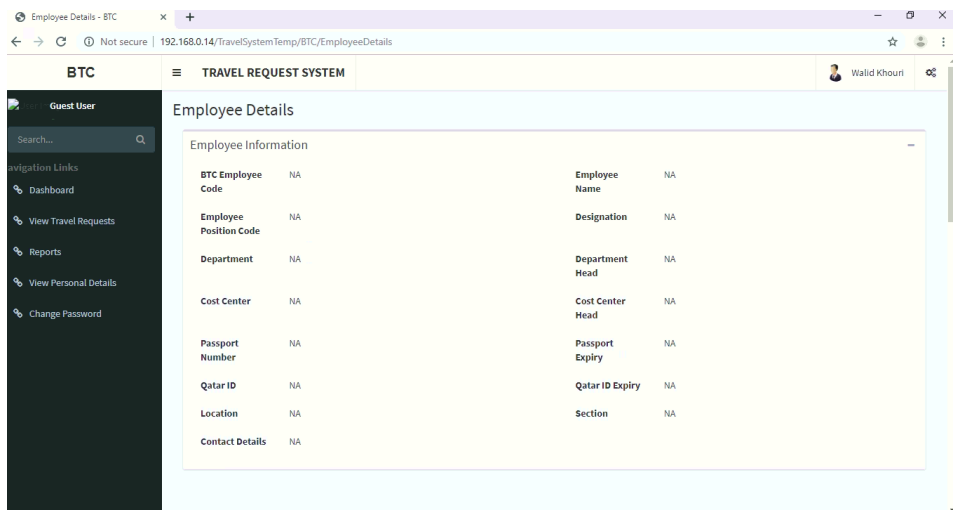 Employee Details - BTC
Not secure | 192.168.0.14/TravelSystemTemp/BTC/EmployeeDetails
BTC
TRAVEL REQUEST SYSTEM
Walid Khouri
Guest User
Search...
avigation Links
Dashboard
View Travel Requests
Reports
View Personal Details
Change Password
Employee Details
Employee Information
BTC Employee
Code
NA
Employee
Name
NA
Employee
Position Code
NA
Designation
NA
Department
NA
Department
Head
NA
Cost Center
NA
Cost Center
Head
NA
Passport
Number
NA
Passport
Expiry
NA
Qatar ID
NA
Qatar ID Expiry
NA
Location
NA
Section
NA
Contact Details
NA